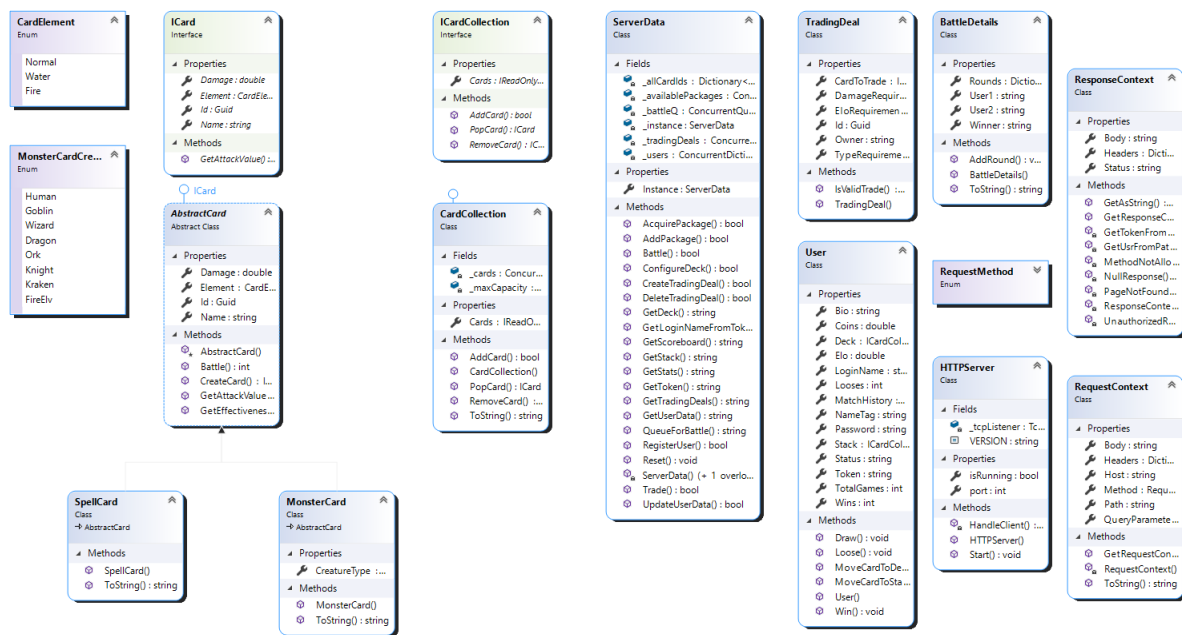 CardElement
Enum
Normal
Water
Fire
MonsterCardCre...
Enum
Human
Goblin
Wizard
Dragon
Ork
Knight
Kraken
FireElv
ICard
Interface
Properties
Damage : double
Element : CardEle...
Id : Guid
Name : string
Methods
GetAttackValue() :...
ICard
AbstractCard
Abstract Class
Properties
Damage : double
Element : CardE...
Id : Guid
Name : string
Methods
AbstractCard()
Battle() : int
CreateCard() : I...
GetAttackValue...
GetEffectivenes...
SpellCard
Class
AbstractCard
Methods
SpellCard()
ToString() : string
MonsterCard
Class
AbstractCard
Properties
CreatureType :...
Methods
MonsterCard()
ToString() : string
ICardCollection
Interface
Properties
Cards : IReadOnly...
Methods
AddCard() : bool
PopCard() : ICard
RemoveCard() : IC...
CardCollection
Class
Fields
_cards : Concur...
_maxCapacity :...
Properties
Cards : IReadO...
Methods
AddCard() : bool
CardCollection()
PopCard() : ICard
RemoveCard() :...
ToString() : string
ServerData
Class
Fields
_allCardIds : Dictionary<...
_availablePackages : Con...
_battleQ : ConcurrentQu...
_instance : ServerData
_tradingDeals : Concurre...
_users : ConcurrentDicti...
Properties
Instance : ServerData
Methods
AcquirePackage() : bool
AddPackage() : bool
Battle() : bool
ConfigureDeck() : bool
CreateTradingDeal() : bool
DeleteTradingDeal() : bool
GetDeck() : string
GetLoginNameFromTok...
GetScoreboard() : string
GetStack() : string
GetStats() : string
GetToken() : string
GetTradingDeals() : string
GetUserData() : string
QueueForBattle() : string
RegisterUser() : bool
Reset() : void
ServerData() (+ 1 overlo...
Trade() : bool
UpdateUserData() : bool
TradingDeal
Class
Properties
CardToTrade : I...
DamageRequir...
EloRequiremen...
Id : Guid
Owner : string
TypeRequireme...
Methods
IsValidTrade() :...
TradingDeal()
User
Class
Properties
Bio : string
Coins : double
Deck : ICardCol...
Elo : double
LoginName : st...
Looses : int
MatchHistory :...
NameTag : string
Password : string
Stack : ICardCol...
Status : string
Token : string
TotalGames : int
Wins : int
Methods
Draw() : void
Loose() : void
MoveCardToDe...
MoveCardToSta...
User()
Win() : void
BattleDetails
Class
Properties
Rounds : Dictio...
User1 : string
User2 : string
Winner : string
Methods
AddRound() : v...
BattleDetails()
ToString() : string
RequestMethod
Enum
HTTPServer
Class
Fields
_tcpListener : Tc...
VERSION : string
Properties
isRunning : bool
port : int
Methods
HandleClient() :...
HTTPServer()
Start() : void
ResponseContext
Class
Properties
Body : string
Headers : Dicti...
Status : string
Methods
GetAsString() :...
GetResponseC...
GetTokenFrom...
GetUsrFromPat...
MethodNotAllo...
NullResponse()...
PageNotFound...
ResponseConte...
UnauthorizedR...
RequestContext
Class
Properties
Body : string
Headers : Dicti...
Host : string
Method : Requ...
Path : string
QueryParamete...
Methods
GetRequestCon...
RequestContext()
ToString() : string